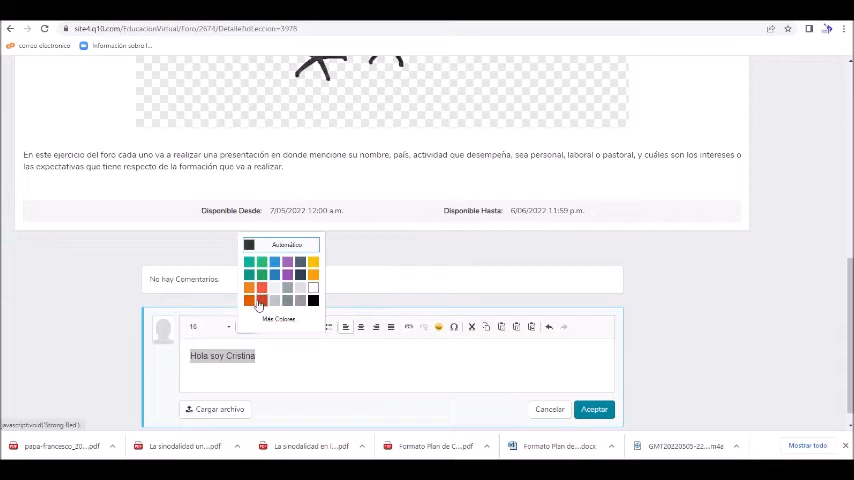 site4.q10.com/EducacionVirtual/Foro/2674/Detalle?idLeccion=3978
correo electronico
Información sobre l...
En este ejercicio del foro cada uno va a realizar una presentación en donde mencione su nombre, país, actividad que desempeña, sea personal, laboral o pastoral, y cuáles son los intereses o
las expectativas que tiene respecto de la formación que va a realizar.
Disponible Desde: 7/05/2022 12:00 a.m. Disponible Hasta: 6/06/2022 11:59 p.m.
Automático
No hay Comentarios.
Más Colores
16
Hola soy Cristina
Cargar archivo Cancelar Aceptar
javascript:void('Strong Red')
papa-francesco_20....pdf La sinodalidad un....pdf La sinodalidad en l....pdf Formato Plan de C....pdf Formato Plan de....docx GMT20220505-22....m4a Mostrar todo